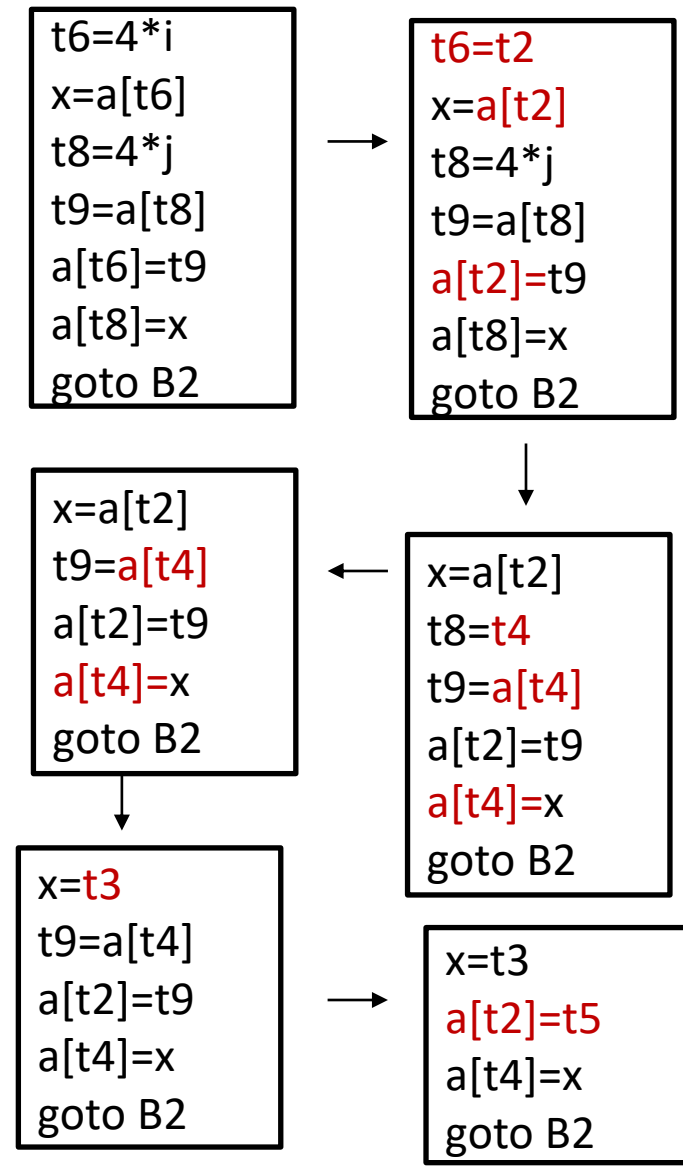 t6=4*i
x=a[t6]
t8=4*j
t9=a[t8]
a[t6]=t9
a[t8]=x
goto B2
t6=t2
x=a[t2]
t8=4*j
t9=a[t8]
a[t2]=t9
a[t8]=x
goto B2
x=a[t2]
t8=t4
t9=a[t4]
a[t2]=t9
a[t4]=x
goto B2
x=a[t2]
t9=a[t4]
a[t2]=t9
a[t4]=x
goto B2
x=t3
t9=a[t4]
a[t2]=t9
a[t4]=x
goto B2
x=t3
a[t2]=t5
a[t4]=x
goto B2